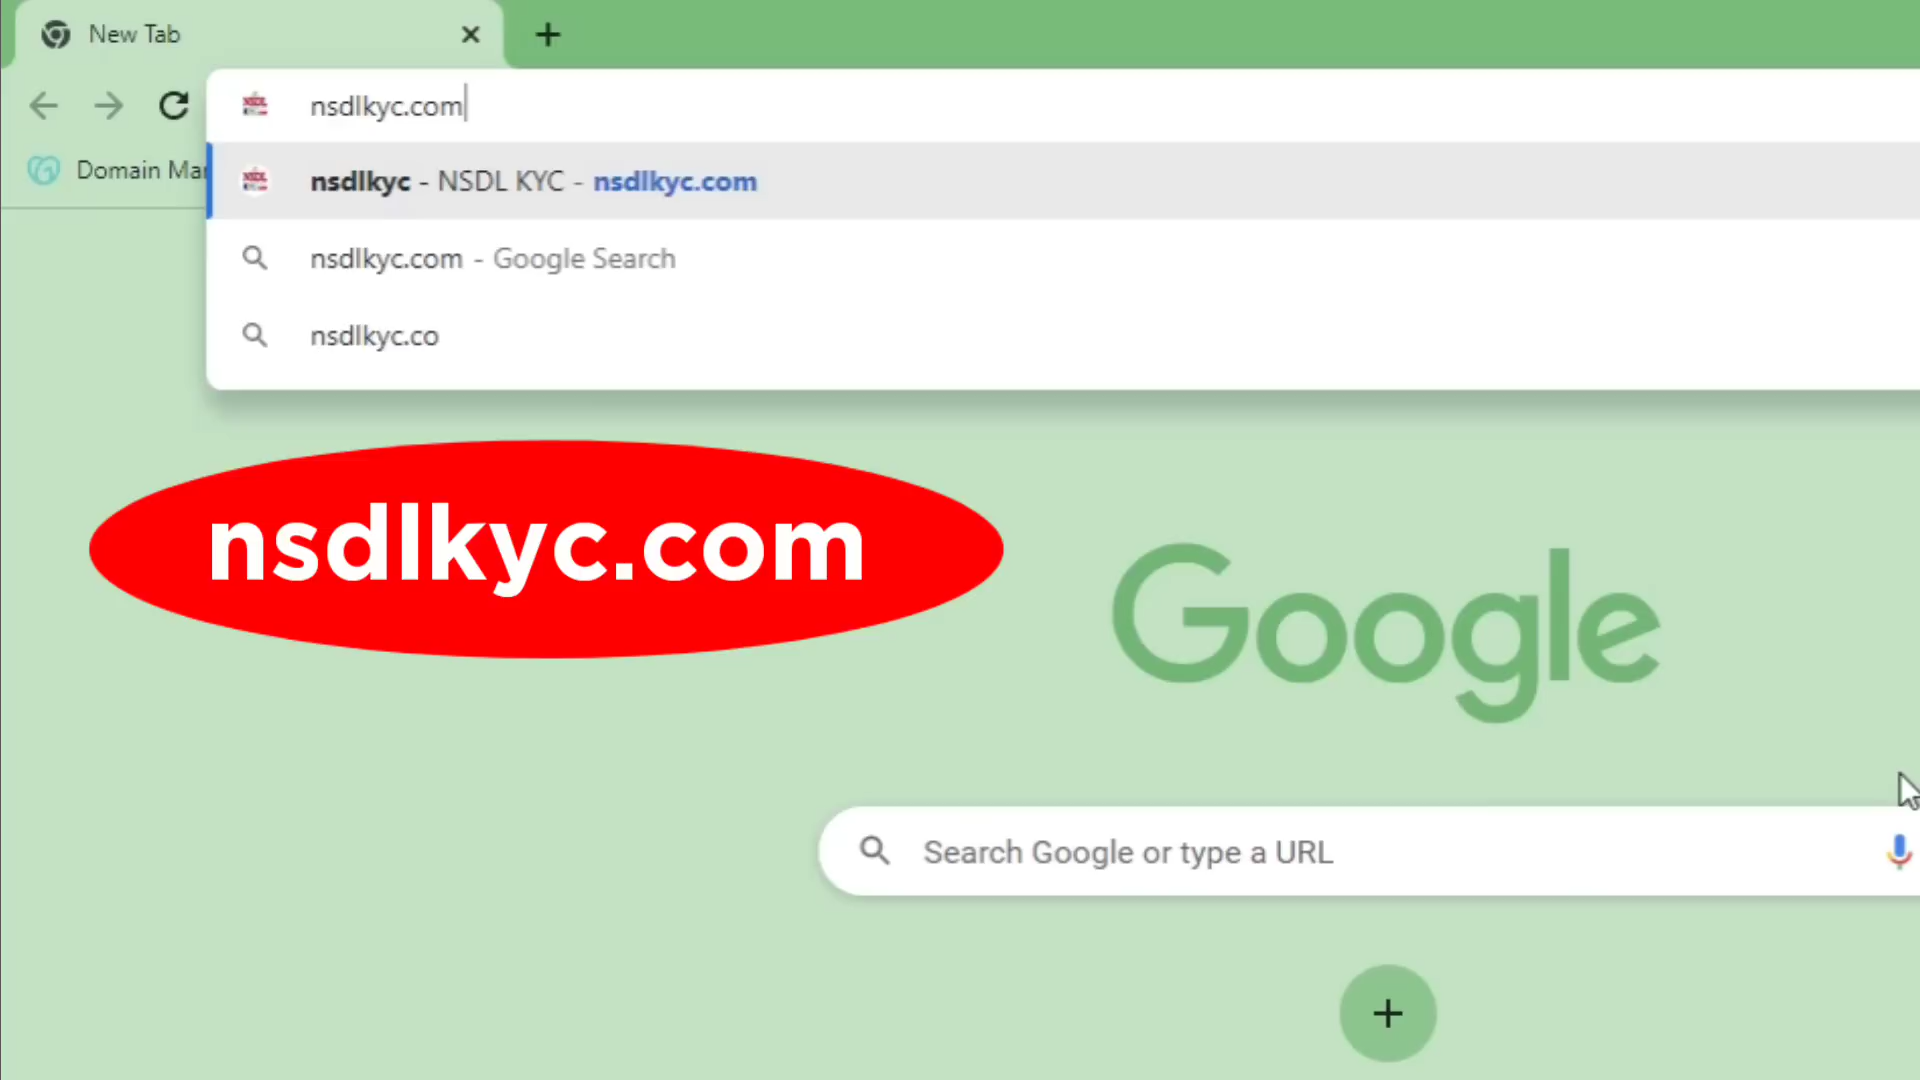 New Tab
nsdlkyc.com
Domain Mar
nsdlkyc - NSDL KYC - nsdlkyc.com
nsdlkyc.com - Google Search
nsdlkyc.co
nsdlkyc.com
Google
Search Google or type a URL